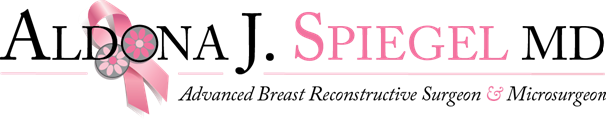 ALDONA J. SPIEGEL MD
Advanced Breast Reconstructive Surgeon & Microsurgeon